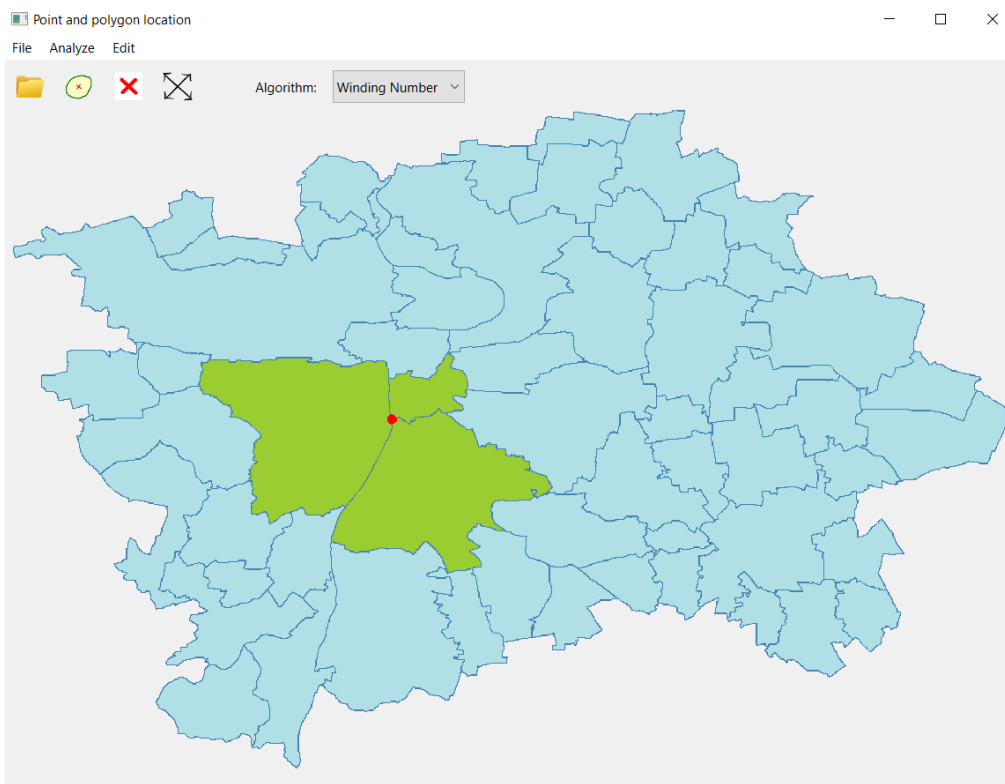 Point and polygon location
File Analyze Edit
Algorithm: Winding Number